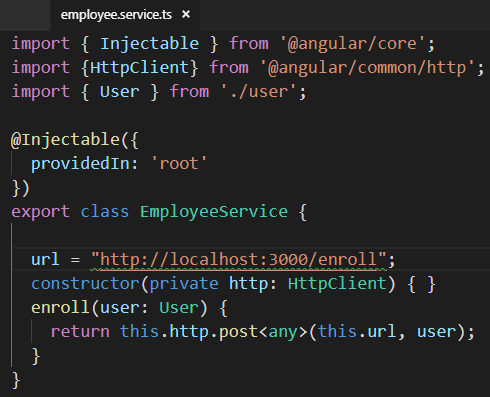 employee.service.ts ×
import { Injectable } from '@angular/core';
import {HttpClient} from '@angular/common/http';
import { User } from './user';
@Injectable({
  providedIn: 'root'
})
export class EmployeeService {
  url = "http://localhost:3000/enroll";
  constructor(private http: HttpClient) { }
  enroll(user: User) {
    return this.http.post<any>(this.url, user);
  }
}